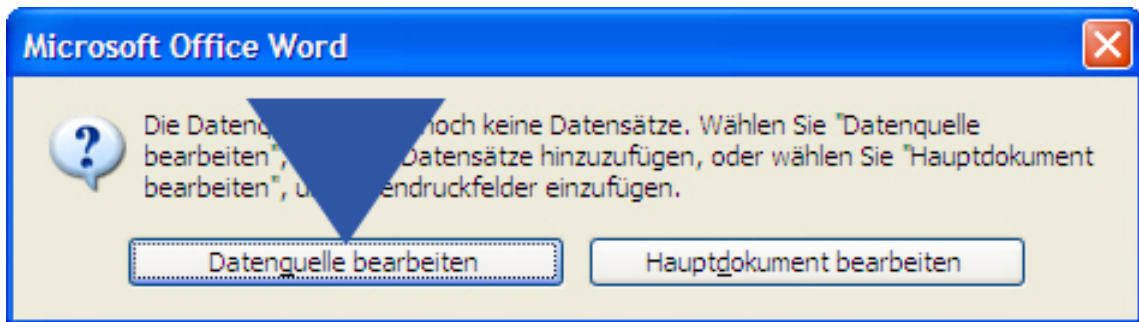 Microsoft Office Word
Die Daten noch keine Datensätze. Wählen Sie "Datenquelle
bearbeiten", Datensätze hinzuzufügen, oder wählen Sie "Hauptdokument
bearbeiten", einzufügen.
Datenquelle bearbeiten
Hauptdokument bearbeiten